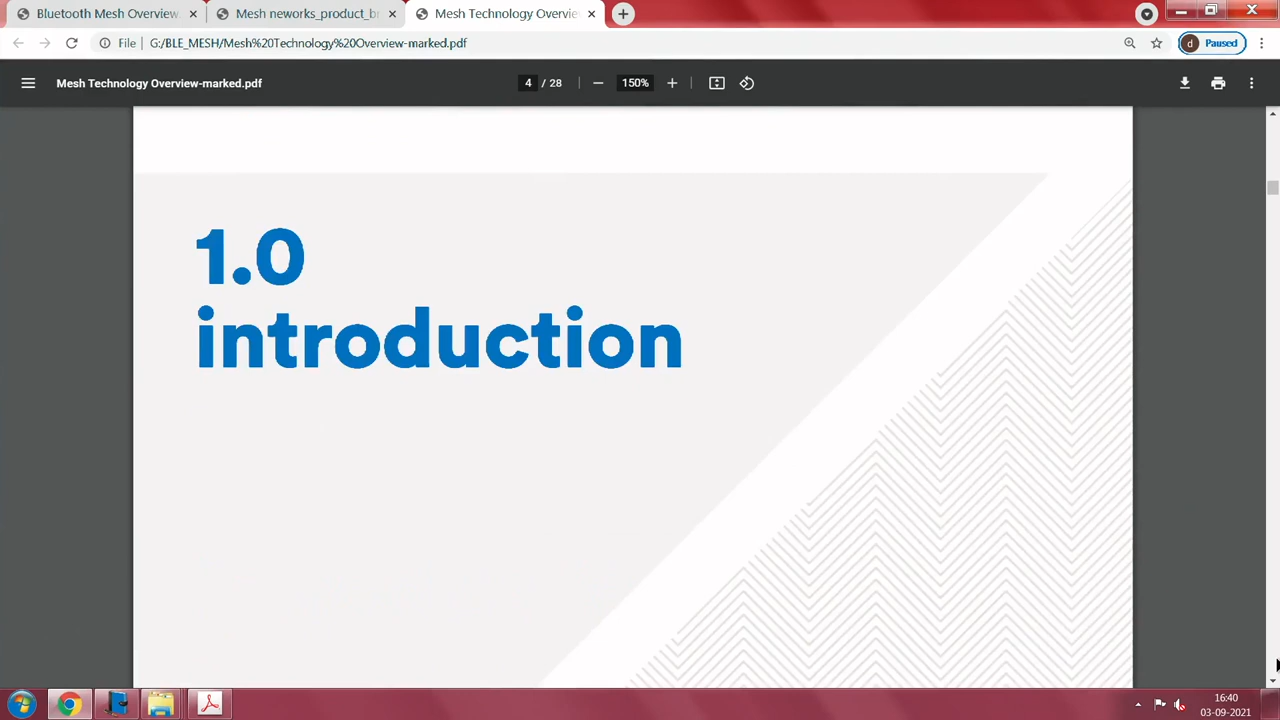 Bluetooth Mesh Overview
Mesh neworks_product_b
Mesh Technology Overvie
File G:/BLE_MESH/Mesh%20Technology%20Overview-marked.pdf
d Paused
Mesh Technology Overview-marked.pdf
4 / 28
150%
1.0
introduction
16:40
03-09-2021